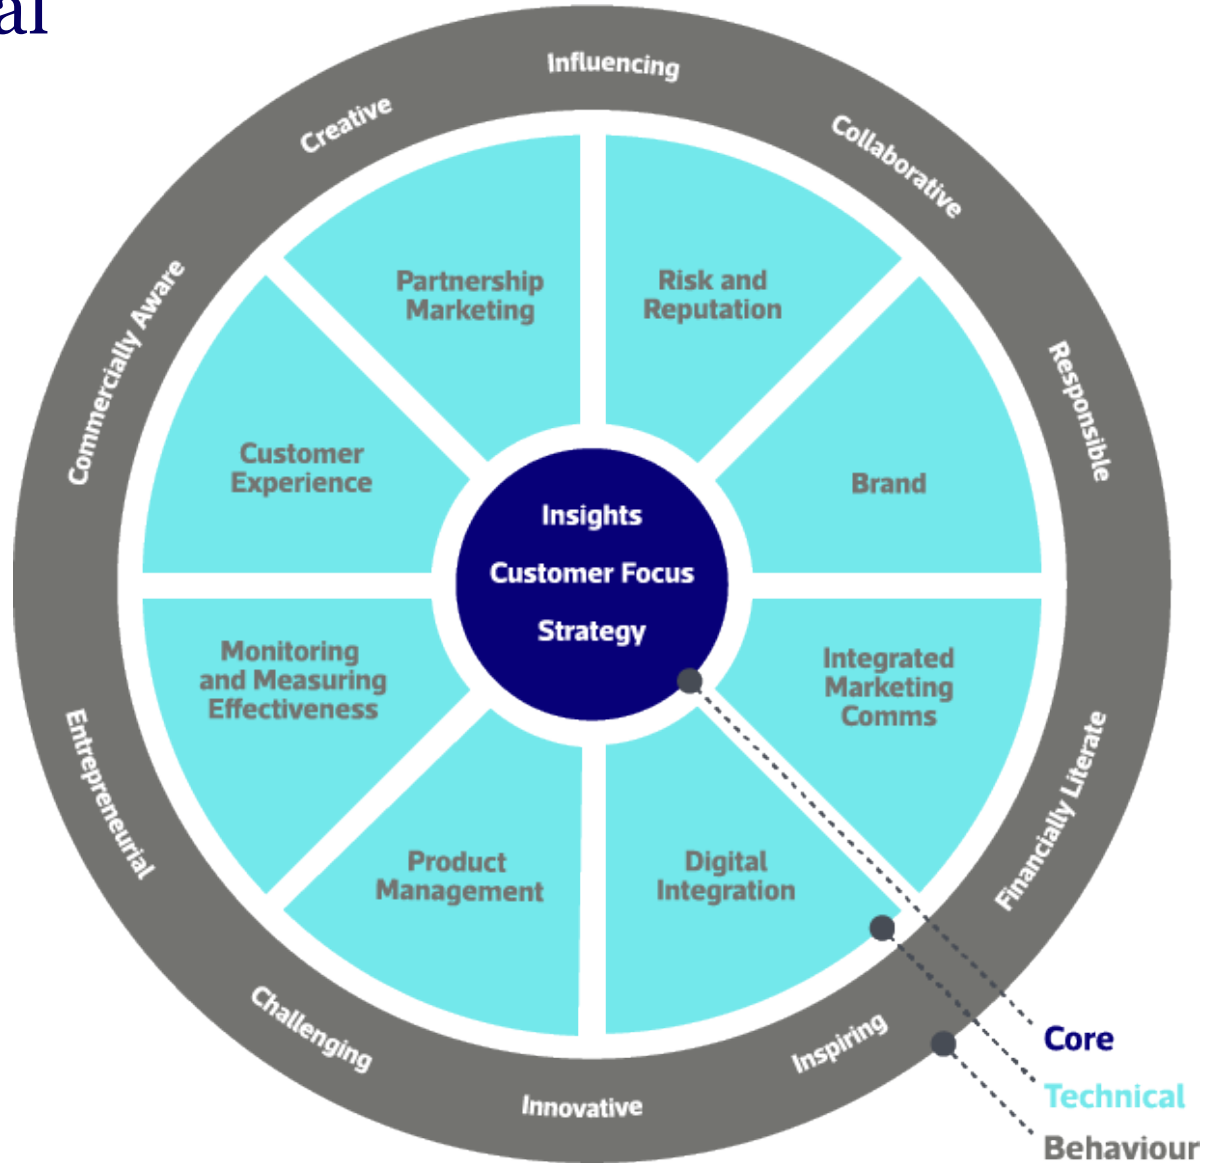 al
Influencing
Creative
Collaborative
Commercially Aware
Responsible
Partnership
Marketing
Risk and
Reputation
Customer
Experience
Brand
Insights
Customer Focus
Strategy
Monitoring
and Measuring
Effectiveness
Integrated
Marketing
Comms
Entrepreneurial
Financially Literate
Product
Management
Digital
Integration
Challenging
Inspiring
Innovative
Core
Technical
Behaviour